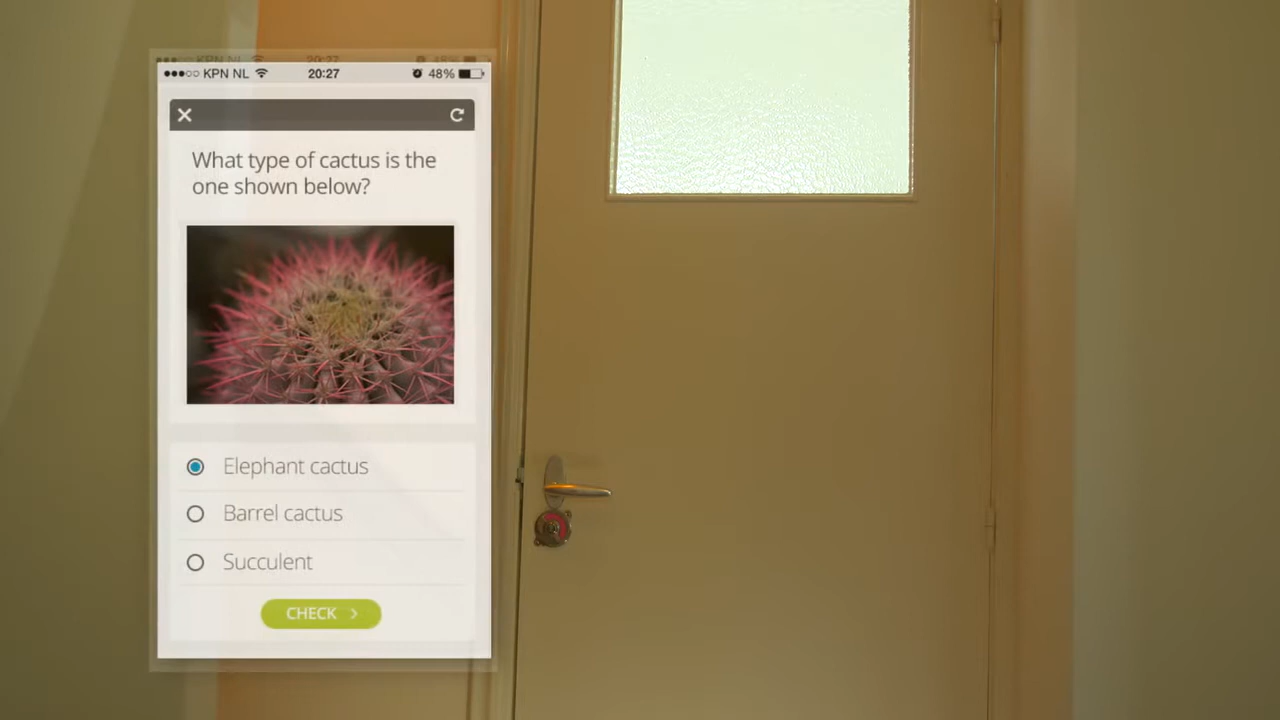 KPN NL 20:27 48%
What type of cactus is the
one shown below?
Elephant cactus
Barrel cactus
Succulent
CHECK